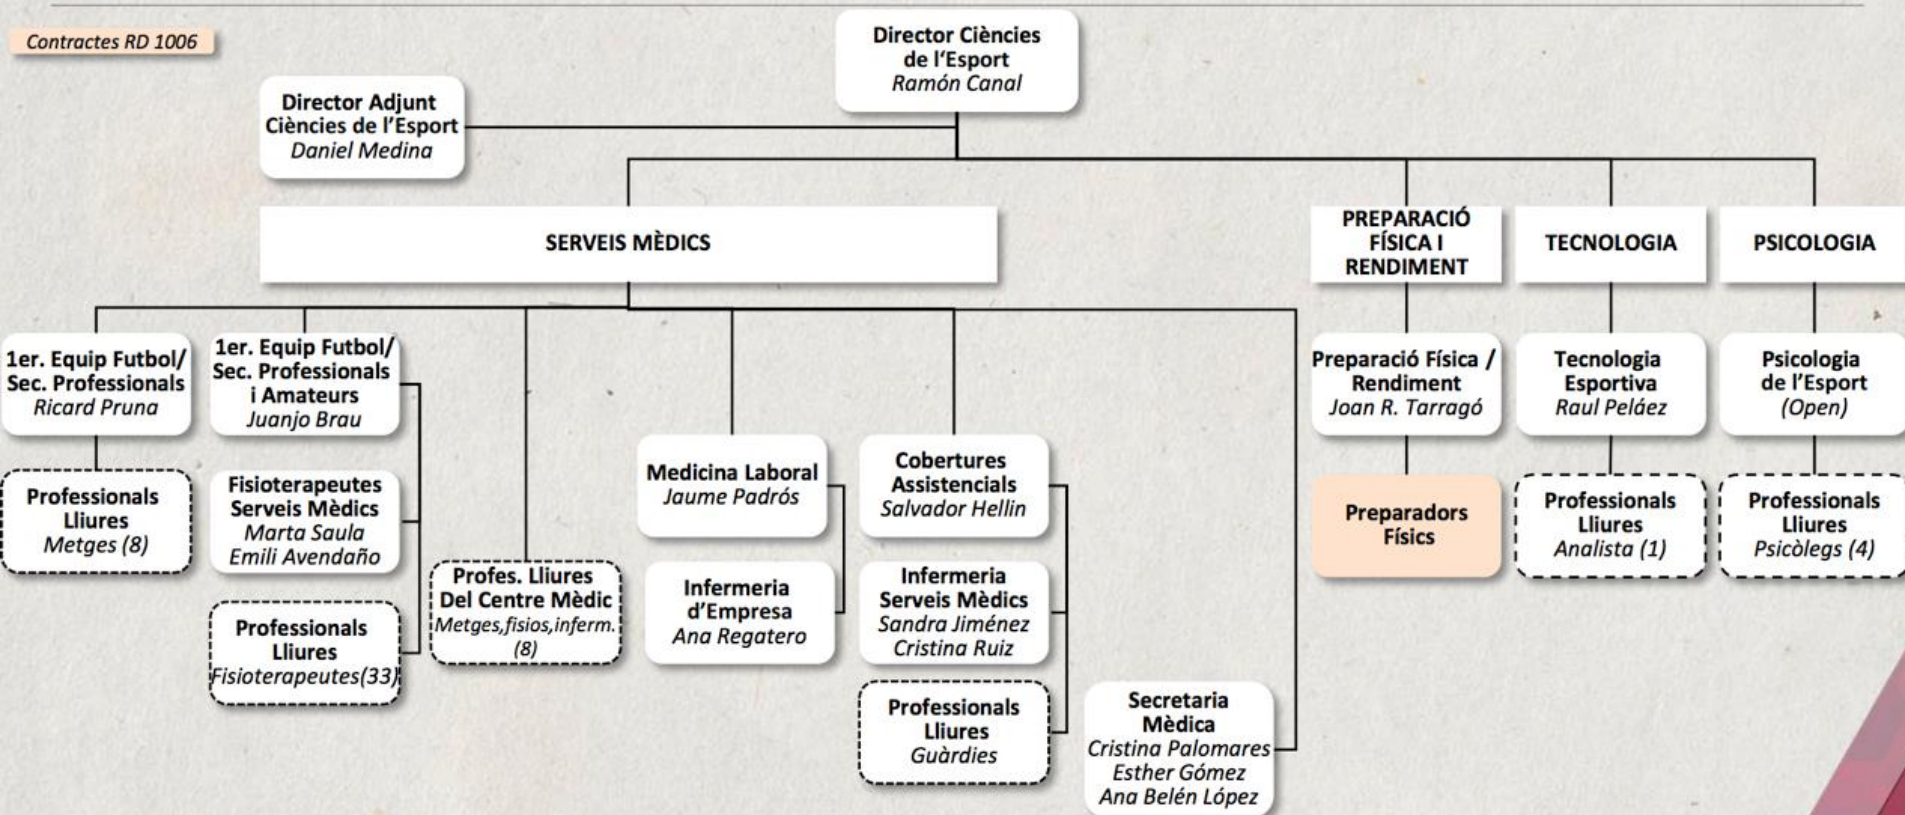 Contractes RD 1006
Director Ciències
de l'Esport
Ramón Canal
Director Adjunt
Ciències de l'Esport
Daniel Medina
SERVEIS MÈDICS
PREPARACIÓ
FÍSICA I
RENDIMENT
TECNOLOGIA
PSICOLOGIA
1er. Equip Futbol/
Sec. Professionals
Ricard Pruna
Professionals
Lliures
Metges (8)
1er. Equip Futbol/
Sec. Professionals
i Amateurs
Juanjo Brau
Fisioterapeutes
Serveis Mèdics
Marta Saula
Emili Avendaño
Professionals
Lliures
Fisioterapeutes(33)
Profes. Lliures
Del Centre Mèdic
Metges,fisios,inferm.
(8)
Medicina Laboral
Jaume Padrós
Infermeria
d'Empresa
Ana Regatero
Cobertures
Assistencials
Salvador Hellin
Infermeria
Serveis Mèdics
Sandra Jiménez
Cristina Ruiz
Professionals
Lliures
Guàrdies
Secretaria
Mèdica
Cristina Palomares
Esther Gómez
Ana Belén López
Preparació Física /
Rendiment
Joan R. Tarragó
Preparadors
Físics
Tecnologia
Esportiva
Raul Peláez
Professionals
Lliures
Analista (1)
Psicologia
de l'Esport
(Open)
Professionals
Lliures
Psicòlegs (4)